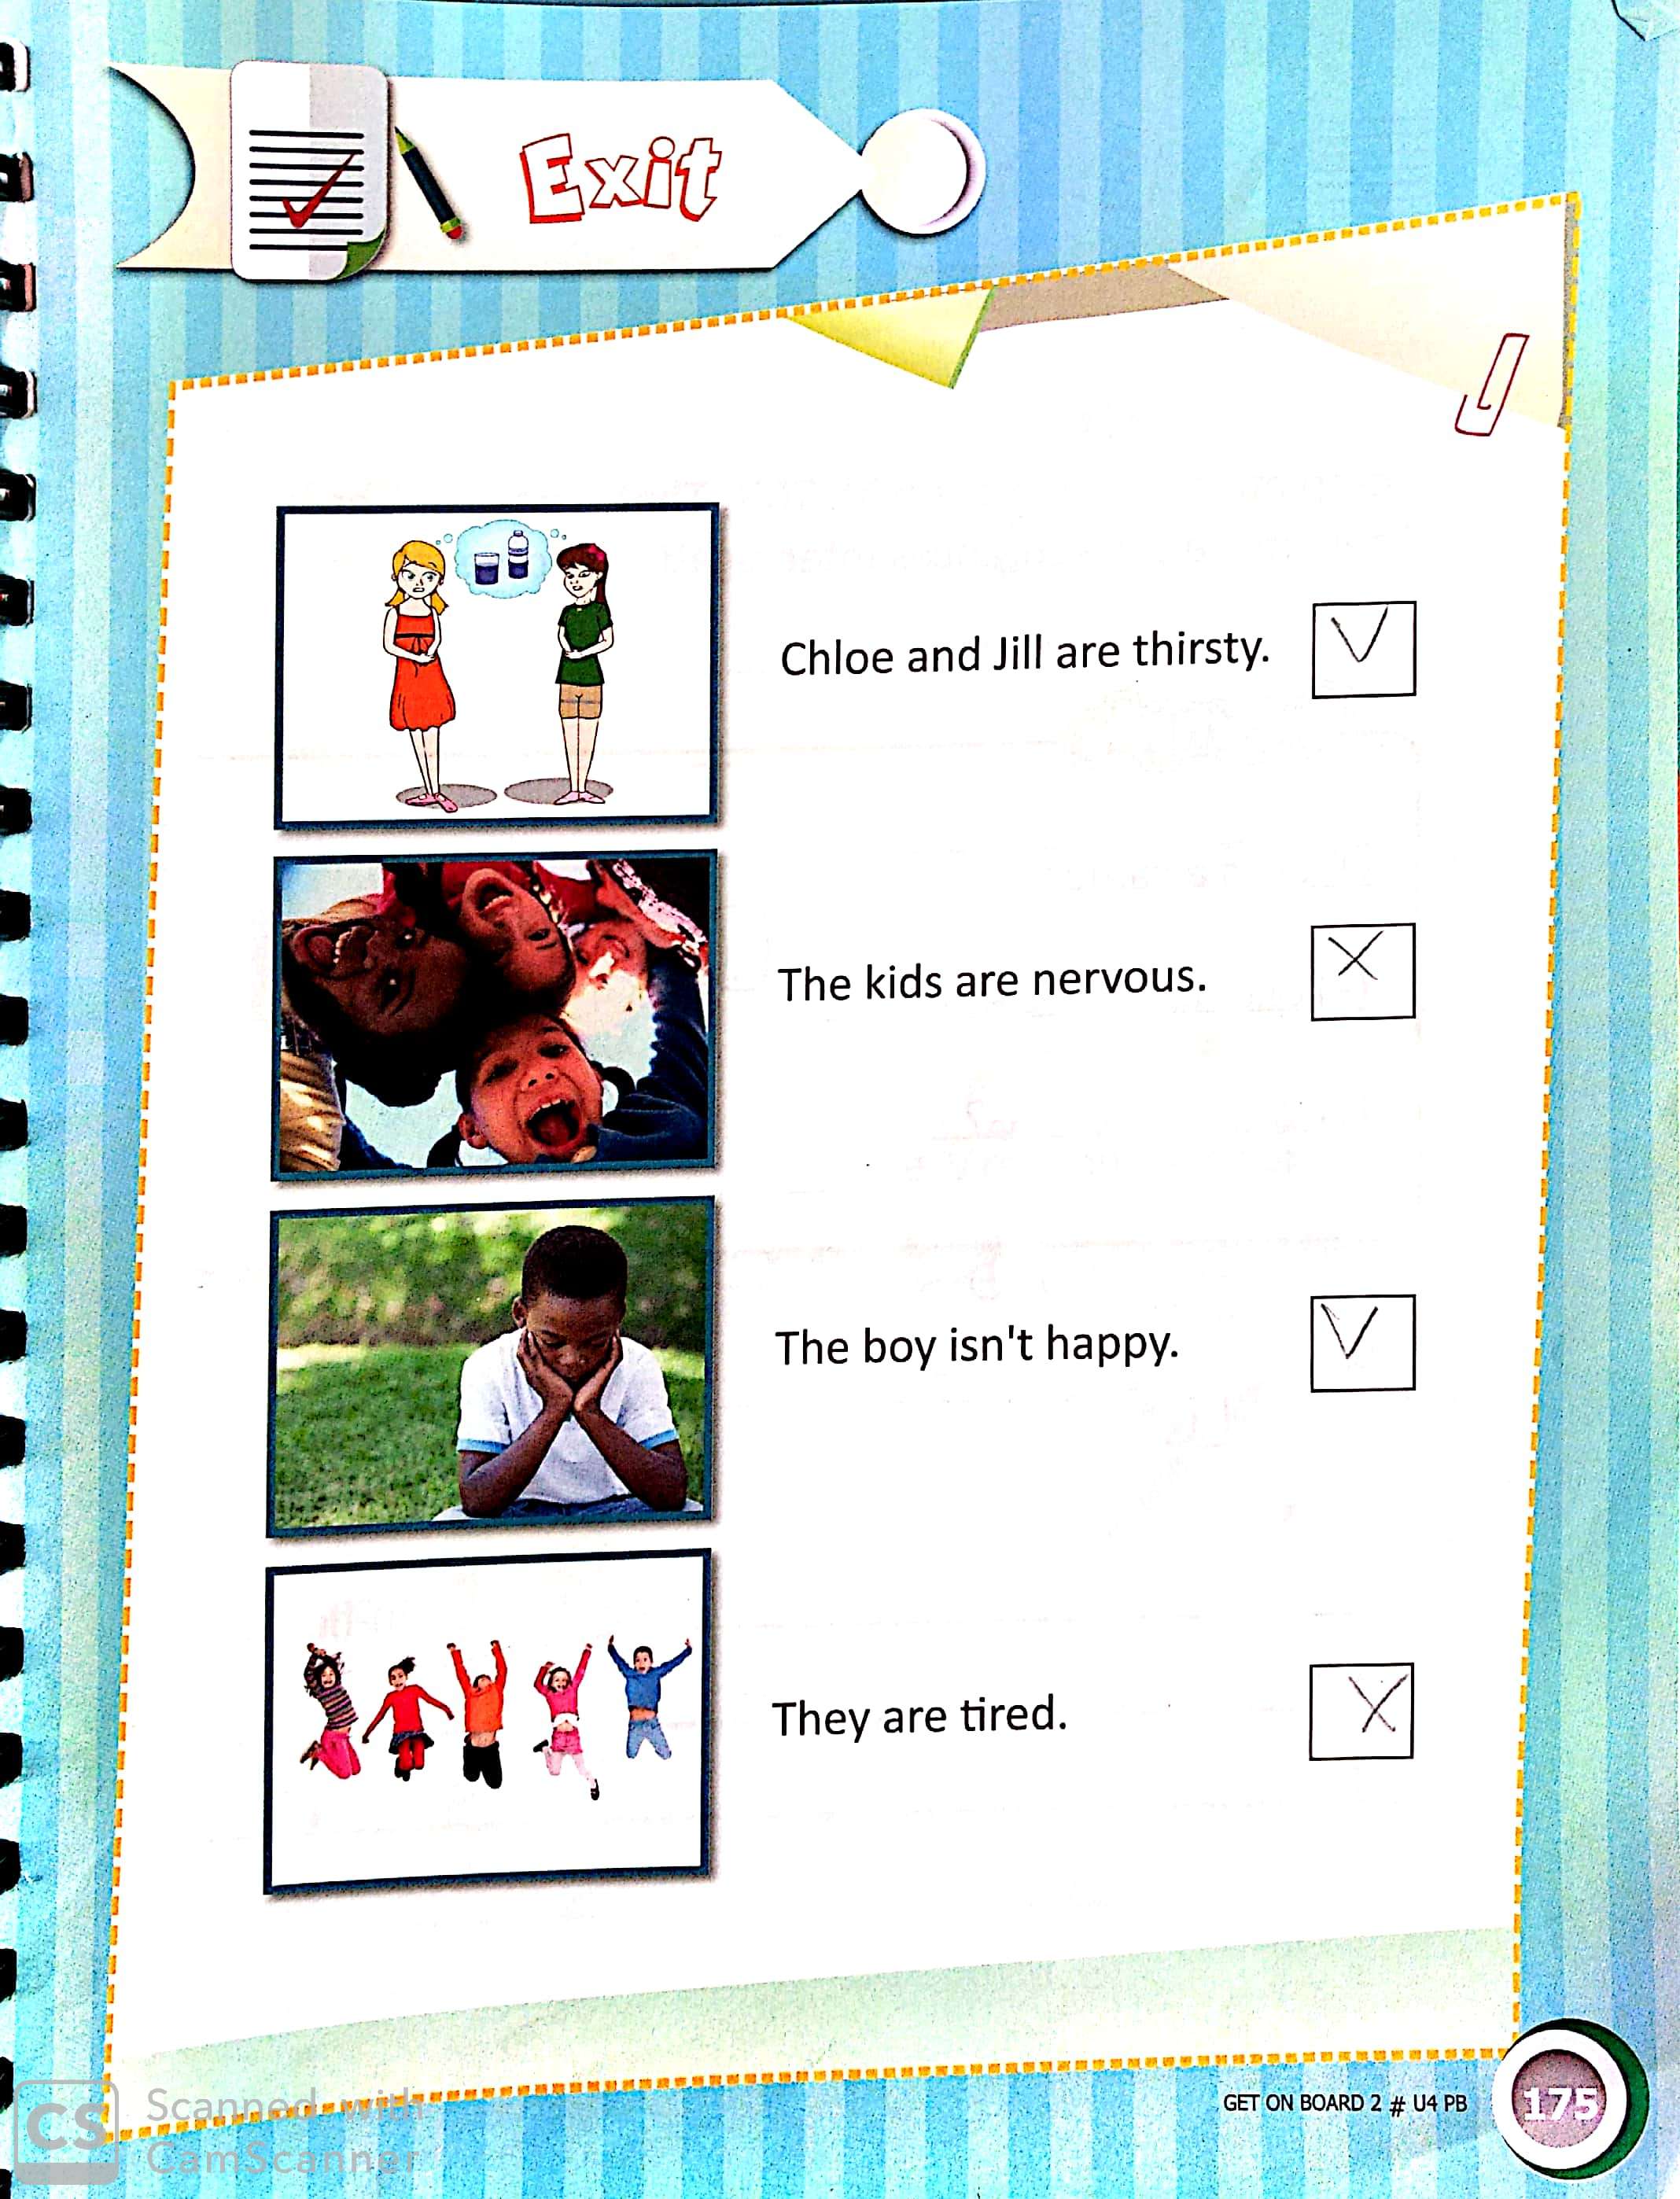 Exit
Chloe and Jill are thirsty. V
The kids are nervous. X
The boy isn't happy. V
They are tired. X
GET ON BOARD 2 # U4 PB 175
CS Scanned with
CamScanner